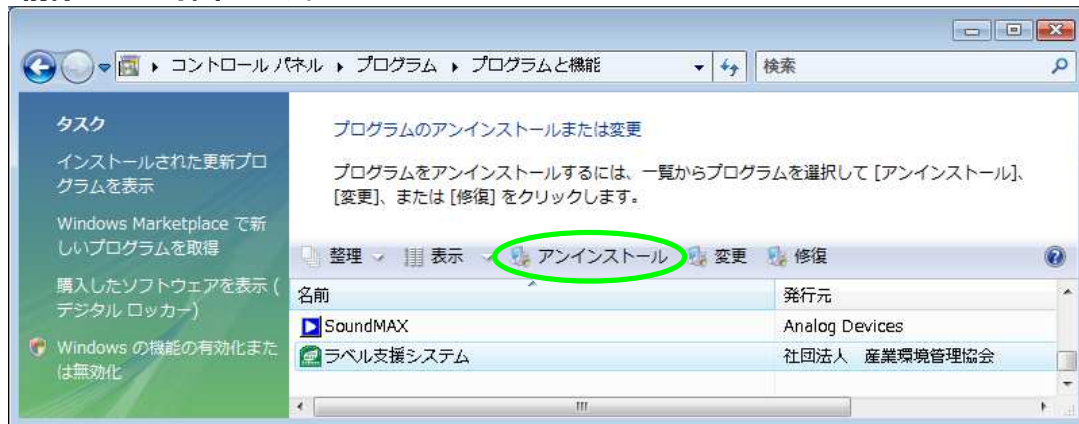 コントロール パネル ▸ プログラム ▸ プログラムと機能
検索
タスク
インストールされた更新プロ
グラムを表示
Windows Marketplace で新
しいプログラムを取得
購入したソフトウェアを表示 (
デジタル ロッカー)
Windows の機能の有効化また
は無効化
プログラムのアンインストールまたは変更
プログラムをアンインストールするには、一覧からプログラムを選択して [アンインストール]、
[変更]、または [修復] をクリックします。
整理 表示 アンインストール 変更 修復
名前 発行元
SoundMAX Analog Devices
ラベル支援システム 社団法人 産業環境管理協会